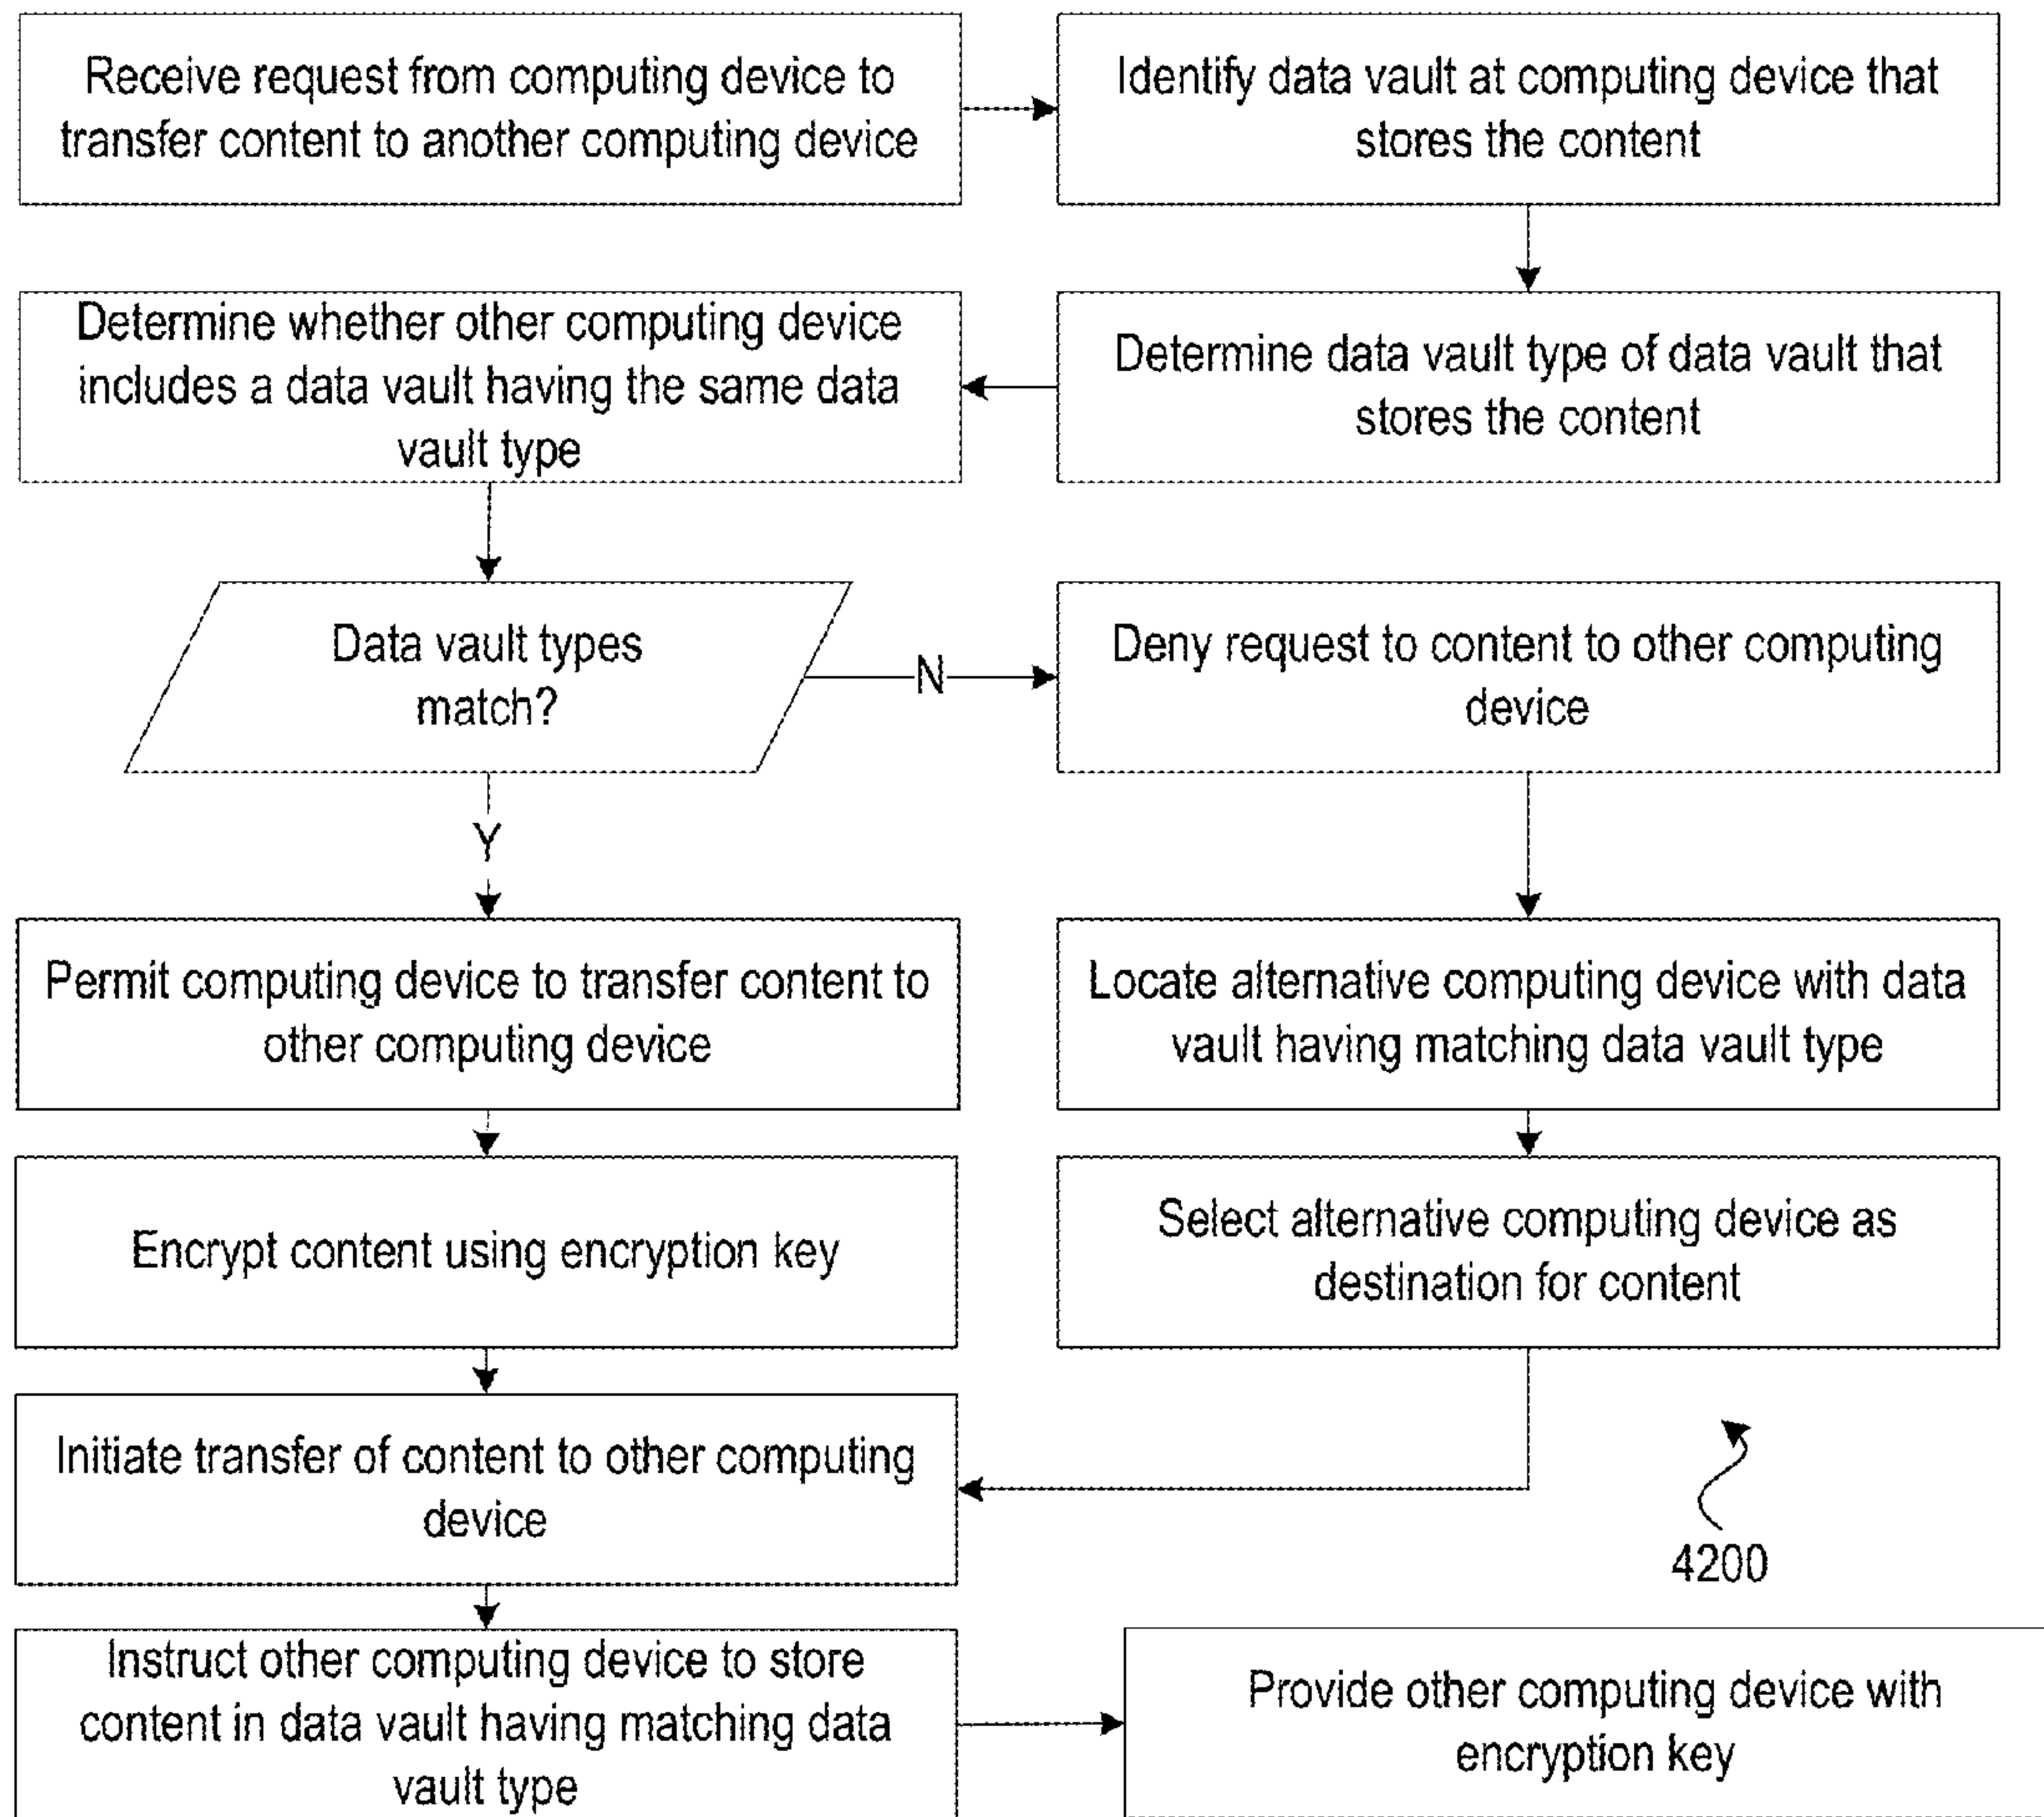 Receive request from computing device to
transfer content to another computing device
Identify data vault at computing device that
stores the content
Determine data vault type of data vault that
stores the content
Determine whether other computing device
includes a data vault having the same data
vault type
Data vault types
match?
N
Deny request to content to other computing
device
Y
Permit computing device to transfer content to
other computing device
Locate alternative computing device with data
vault having matching data vault type
Encrypt content using encryption key
Select alternative computing device as
destination for content
Initiate transfer of content to other computing
device
4200
Instruct other computing device to store
content in data vault having matching data
vault type
Provide other computing device with
encryption key